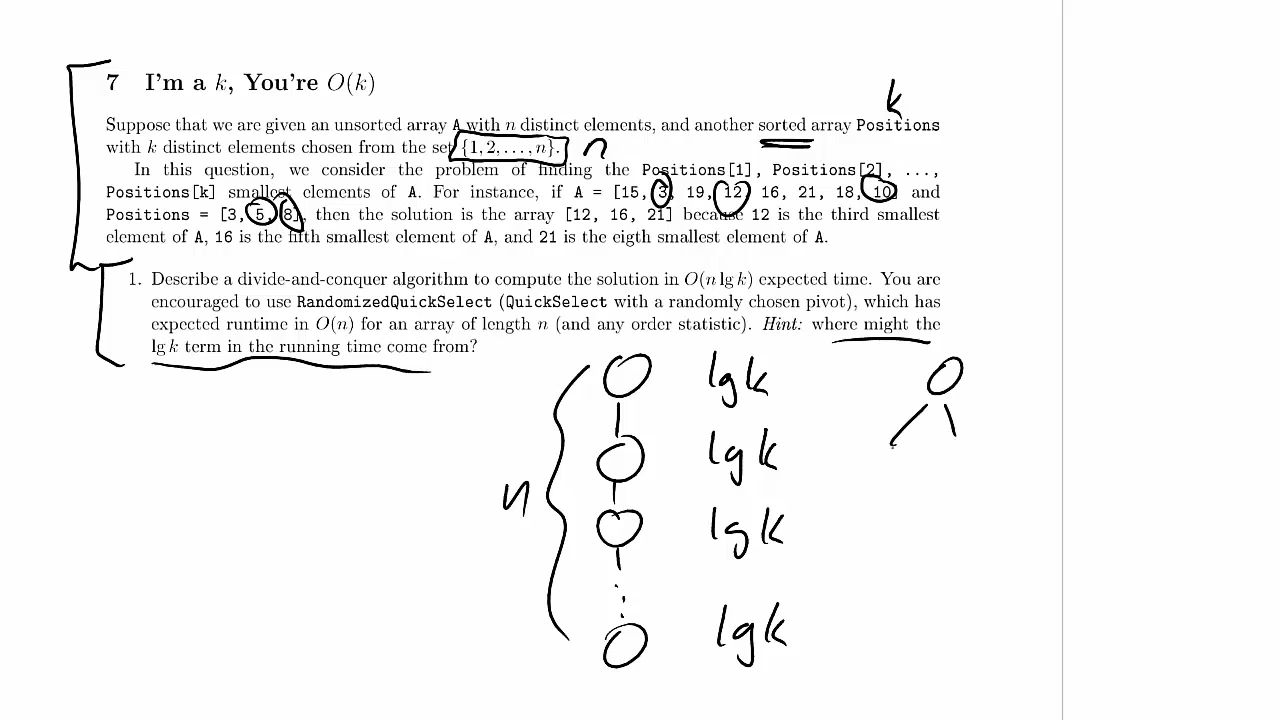 7 I'm a k, You're O(k)
k
Suppose that we are given an unsorted array A with n distinct elements, and another sorted array Positions
with k distinct elements chosen from the set {1, 2, . . . , n}. n
In this question, we consider the problem of finding the Positions[1], Positions[2], ...,
Positions[k] smallest elements of A. For instance, if A = [15, 3, 19, 12, 16, 21, 18, 10] and
Positions = [3, 5, 8], then the solution is the array [12, 16, 21] because 12 is the third smallest
element of A, 16 is the fifth smallest element of A, and 21 is the eigth smallest element of A.
1. Describe a divide-and-conquer algorithm to compute the solution in O(n lg k) expected time. You are
encouraged to use RandomizedQuickSelect (QuickSelect with a randomly chosen pivot), which has
expected runtime in O(n) for an array of length n (and any order statistic). Hint: where might the
lg k term in the running time come from?
lg k
lg k
n
lg k
lg k